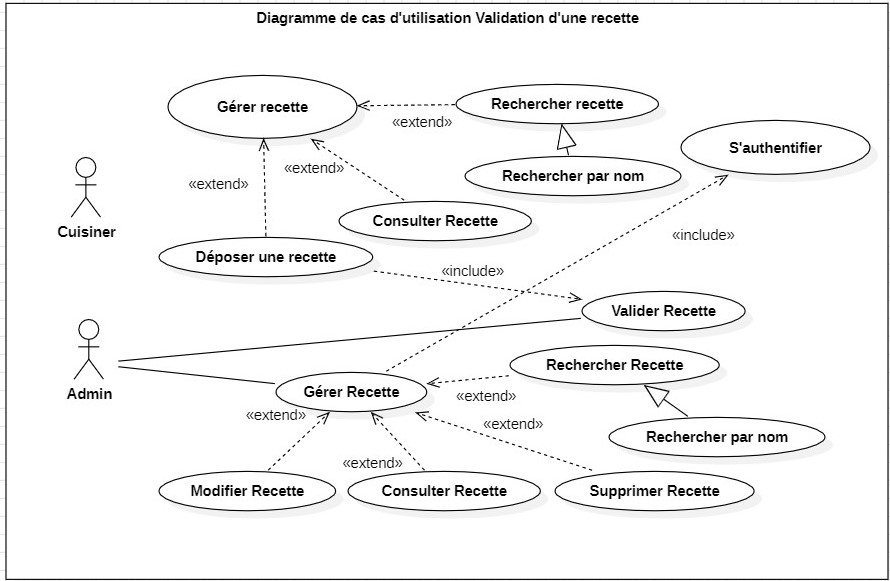 Diagramme de cas d'utilisation Validation d'une recette
Gérer recette
Rechercher recette
«extend»
S'authentifier
«extend»
Rechercher par nom
«extend»
Consulter Recette
Cuisiner
«include»
Déposer une recette
«include»
Valider Recette
Rechercher Recette
Admin
Gérer Recette
«extend»
«extend»
«extend»
Rechercher par nom
«extend»
Modifier Recette
Consulter Recette
Supprimer Recette